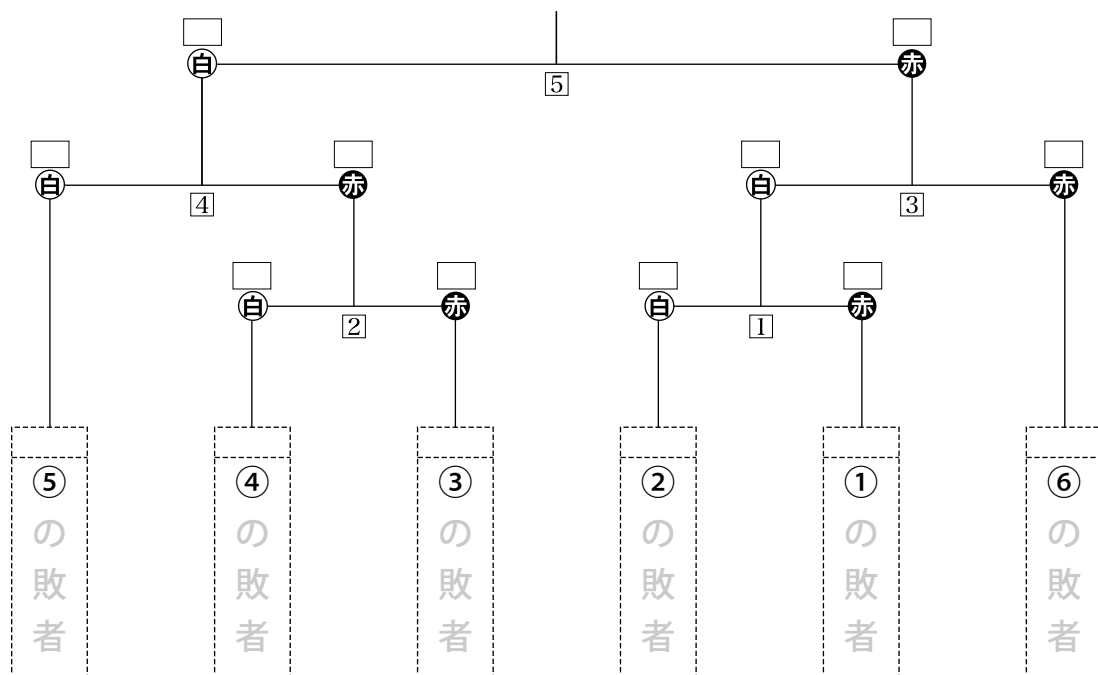 白 赤
5
白 赤 白 赤
4 3
白 赤 白 赤
2 1
⑤の敗者
④の敗者
③の敗者
②の敗者
①の敗者
⑥の敗者